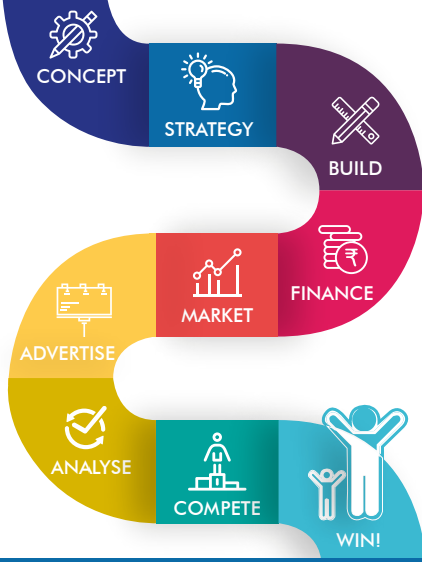 CONCEPT
STRATEGY
BUILD
₹
FINANCE
MARKET
ADVERTISE
ANALYSE
COMPETE
WIN!